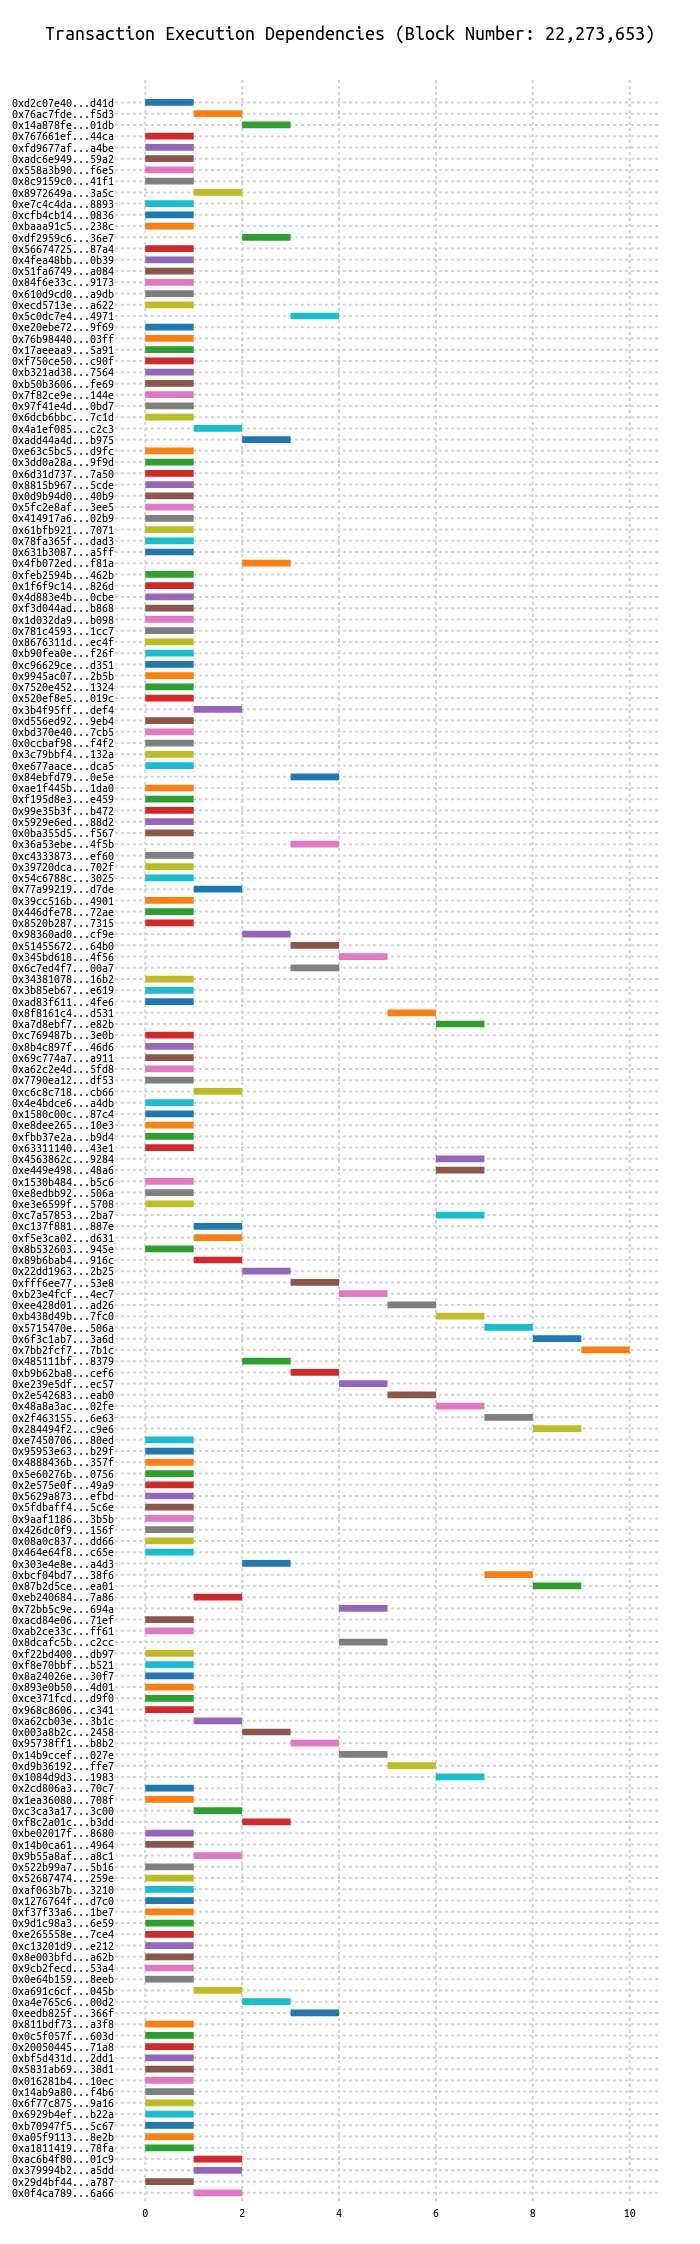 Transaction Execution Dependencies (Block Number: 22,273,653)
0xd2c07e40...d41d
0x76ac7fde...f5d3
0x14a878fe...01db
0x767661ef...44ca
0xfd9677af...a4be
0xadc6e949...59a2
0x558a3b90...f6e5
0x8c9159c0...41f1
0x8972649a...3a5c
0xe7c4c4da...8893
0xcfb4cb14...0836
0xbaaa91c5...238c
0xdf2959c6...36e7
0x56674725...87a4
0x4fea48bb...0b39
0x51fa6749...a084
0x84f6e33c...9173
0x610d9cd0...a9db
0xecd5713e...a622
0x5c0dc7e4...4971
0xe20ebe72...9f69
0x76b98440...03ff
0x17aeeaa9...5a91
0xf750ce50...c90f
0xb321ad38...7564
0xb50b3606...fe69
0x7f82ce9e...144e
0x97f41e4d...0bd7
0x6dcb6bbc...7c1d
0x4a1ef085...c2c3
0xadd44a4d...b975
0xe63c5bc5...d9fc
0x3dd0a28a...9f9d
0x6d31d737...7a50
0x8815b967...5cde
0x0d9b94d0...40b9
0x5fc2e8af...3ee5
0x414917a6...02b9
0x61bfb921...7071
0x78fa365f...dad3
0x631b3087...a5ff
0x4fb072ed...f81a
0xfeb2594b...462b
0x1f6f9c14...826d
0x4d883e4b...0cbe
0xf3d044ad...b868
0x1d032da9...b098
0x781c4593...1cc7
0x8676311d...ec4f
0xb90fea0e...f26f
0xc96629ce...d351
0x9945ac07...2b5b
0x7520e452...1324
0x520ef8e5...019c
0x3b4f95ff...def4
0xd556ed92...9eb4
0xbd370e40...7cb5
0x0ccbaf98...f4f2
0x3c79bbf4...132a
0xe677aace...dca5
0x84ebfd79...0e5e
0xae1f445b...1da0
0xf195d8e3...e459
0x99e35b3f...b472
0x5929e6ed...88d2
0x0ba355d5...f567
0x36a53ebe...4f5b
0xc4333873...ef60
0x39720dca...702f
0x54c6788c...3025
0x77a99219...d7de
0x39cc516b...4901
0x446dfe78...72ae
0x8520b287...7315
0x98360ad0...cf9e
0x51455672...64b0
0x345bd618...4f56
0x6c7ed4f7...00a7
0x34381078...16b2
0x3b85eb67...e619
0xad83f611...4fe6
0x8f8161c4...d531
0xa7d8ebf7...e82b
0xc769487b...3e0b
0x8b4c897f...46d6
0x69c774a7...a911
0xa62c2e4d...5fd8
0x7790ea12...df53
0xc6c8c718...cb66
0x4e4bdce6...a4db
0x1580c00c...87c4
0xe8dee265...10e3
0xfbb37e2a...b9d4
0x63311140...43e1
0x4563862c...9284
0xe449e498...48a6
0x1530b484...b5c6
0xe8edbb92...506a
0xe3e6599f...5708
0xc7a57853...2ba7
0xc137f881...887e
0xf5e3ca02...d631
0x8b532603...945e
0x89b6bab4...916c
0x22dd1963...2b25
0xfff6ee77...53e8
0xb23e4fcf...4ec7
0xee428d01...ad26
0xb438d49b...7fc0
0x5715470e...506a
0x6f3c1ab7...3a6d
0x7bb2fcf7...7b1c
0x485111bf...8379
0xb9b62ba8...cef6
0xe239e5df...ec57
0x2e542683...eab0
0x48a8a3ac...02fe
0x2f463155...6e63
0x284494f2...c9e6
0xe7450706...80ed
0x95953e63...b29f
0x4888436b...357f
0x5e60276b...0756
0x2e575e0f...49a9
0x5629a873...efbd
0x5fdbaff4...5c6e
0x9aaf1186...3b5b
0x426dc0f9...156f
0x08a0c837...dd66
0x464e64f8...c65e
0x303e4e8e...a4d3
0xbcf04bd7...38f6
0x87b2d5ce...ea01
0xeb240684...7a86
0x72bb5c9e...694a
0xacd84e06...71ef
0xab2ce33c...ff61
0x8dcafc5b...c2cc
0xf22bd400...db97
0xf8e70bbf...b521
0x8a24026e...30f7
0x893e0b50...4d01
0xce371fcd...d9f0
0x968c8606...c341
0xa62cb03e...3b1c
0x003a8b2c...2458
0x95738ff1...b8b2
0x14b9ccef...027e
0xd9b36192...ffe7
0x1084d9d3...1983
0x2cd806a3...70c7
0x1ea36080...708f
0xc3ca3a17...3c00
0xf8c2a01c...b3dd
0xbe02017f...8680
0x14b0ca61...4964
0x9b55a8af...a8c1
0x522b99a7...5b16
0x52687474...259e
0xaf063b7b...3210
0x1276764f...d7c0
0xf37f33a6...1be7
0x9d1c98a3...6e59
0xe265558e...7ce4
0xc13201d9...e212
0x8e003bfd...a62b
0x9cb2fecd...53a4
0x0e64b159...8eeb
0xa691c6cf...045b
0xa4e765c6...00d2
0xeedb825f...366f
0x811bdf73...a3f8
0x0c5f057f...603d
0x20050445...71a8
0xbf5d431d...2dd1
0x5831ab69...38d1
0x016281b4...10ec
0x14ab9a80...f4b6
0x6f77c875...9a16
0x6929b4ef...b22a
0xb70947f5...5c67
0xa05f9113...8e2b
0xa1811419...78fa
0xac6b4f80...01c9
0x379994b2...a5dd
0x29d4bf44...a787
0x0f4ca789...6a66
0 2 4 6 8 10